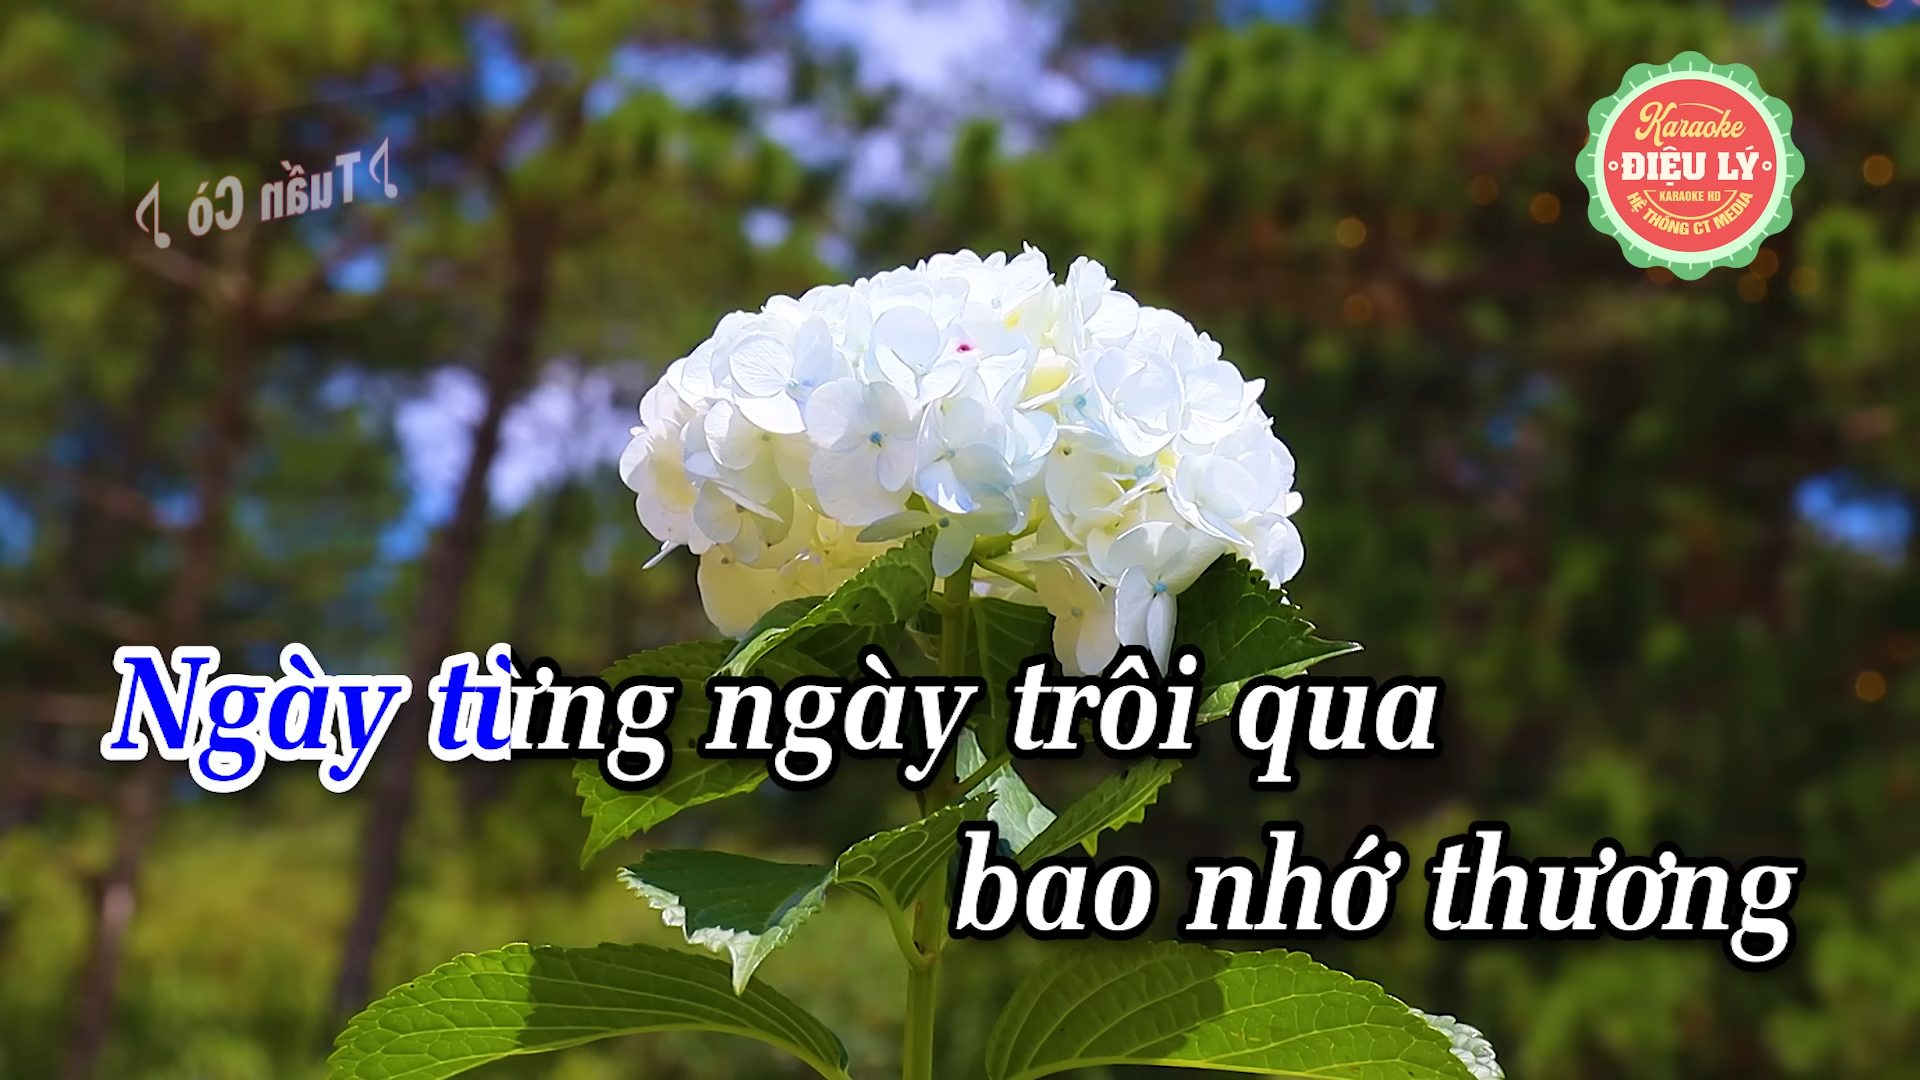 ♪ Tuấn Cò ♪
Karaoke
ĐIỆU LÝ
KARAOKE HD
HỆ THỐNG CT MEDIA
Ngày từng ngày trôi qua
bao nhớ thương